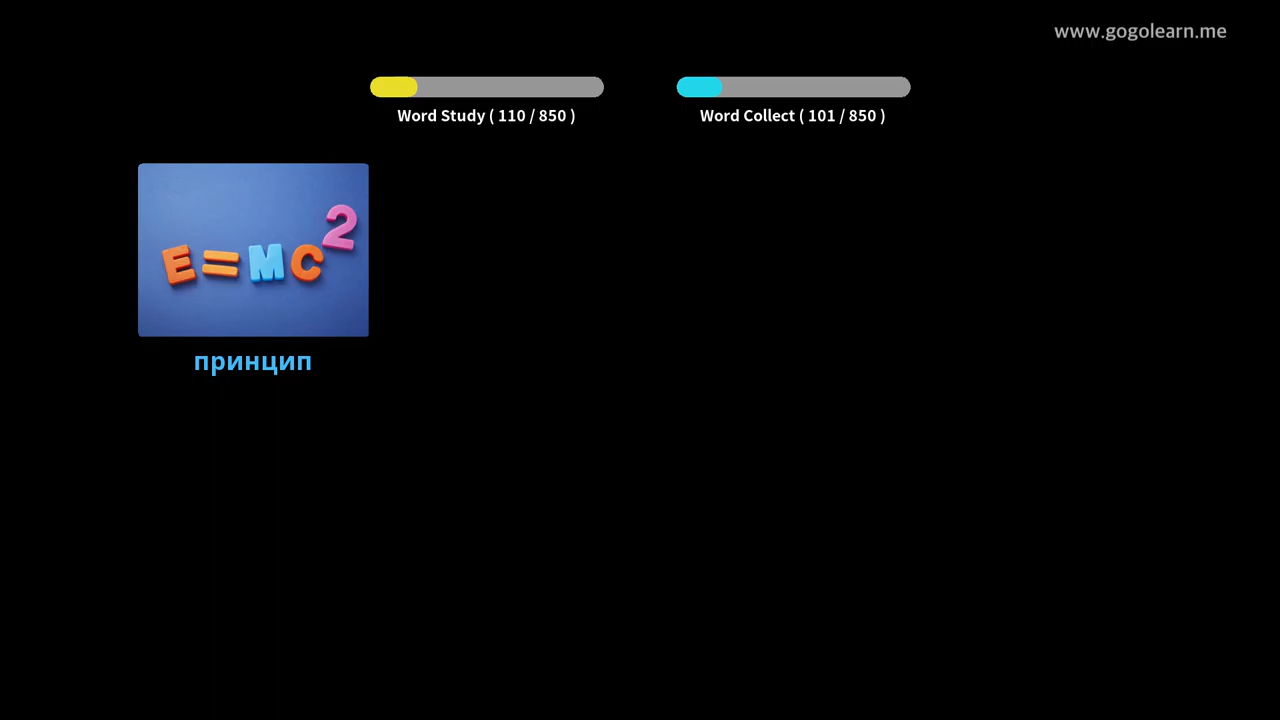 www.gogolearn.me
Word Study ( 110 / 850 )
Word Collect ( 101 / 850 )
E=MC²
принцип